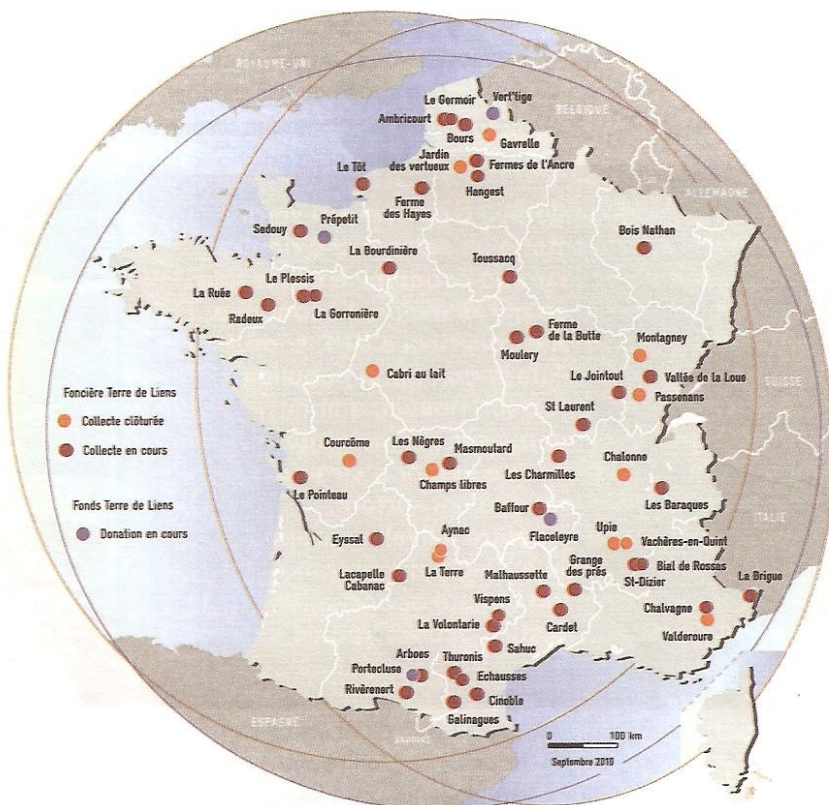 ROYAUME-UNI
BELGIQUE
ALLEMAGNE
SUISSE
ITALIE
ESPAGNE
ANDORRE
Le Germoir
Vert'tige
Ambricourt
Bours
Gavrelle
Jardin
des vertueux
Fermes de l'Ancre
Le Tôt
Ferme
des Hayes
Hangest
Sedouy
Prépetit
Bois Nathan
La Bourdinière
Toussacq
Le Plessis
La Ruée
Radeux
La Gorronière
Ferme
de la Butte
Moulery
Montagney
Cabri au lait
Le Jointout
Vallée de la Loue
Passenans
St Laurent
Foncière Terre de Liens
Collecte clôturée
Collecte en cours
Fonds Terre de Liens
Donation en cours
Courcôme
Les Nègres
Masmoutard
Champs libres
Les Charmilles
Chalonne
Le Pointeau
Les Baraques
Baffour
Flaceleyre
Upie
Vachères-en-Quint
Eyssal
Aynac
La Terre
Lacapelle
Cabanac
Malhaussette
Grange
des prés
Bial de Rossas
St-Dizier
La Brigue
Vispens
La Volontarie
Cardet
Chalvagne
Valderoure
Sahuc
Arboes
Thuronis
Portecluse
Echausses
Rivèrenert
Cinoble
Galinagues
0 100 km
Septembre 2010